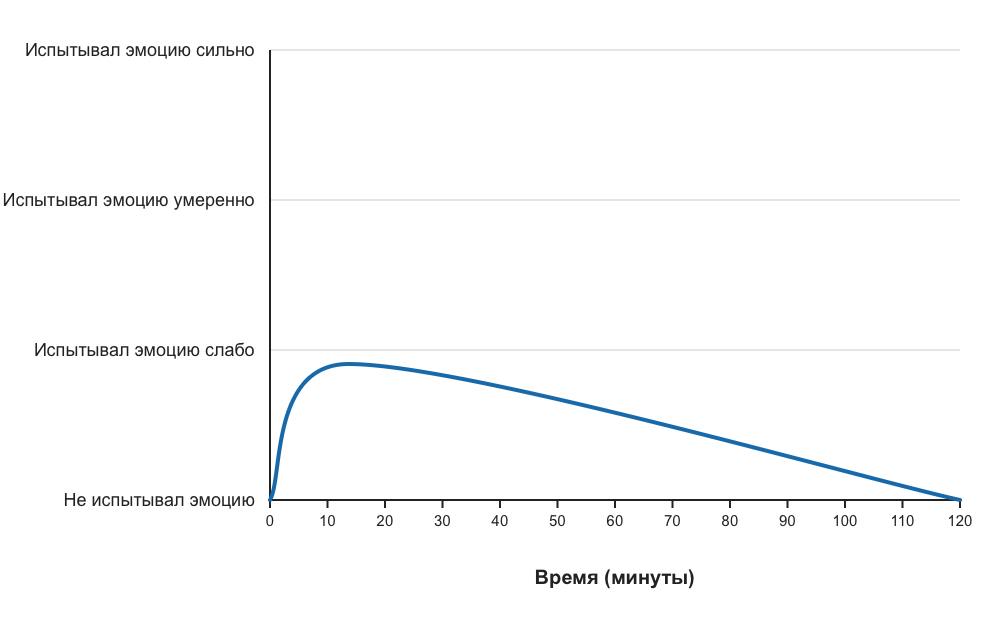 Испытывал эмоцию сильно
Испытывал эмоцию умеренно
Испытывал эмоцию слабо
Не испытывал эмоцию
0 10 20 30 40 50 60 70 80 90 100 110 120
Время (минуты)